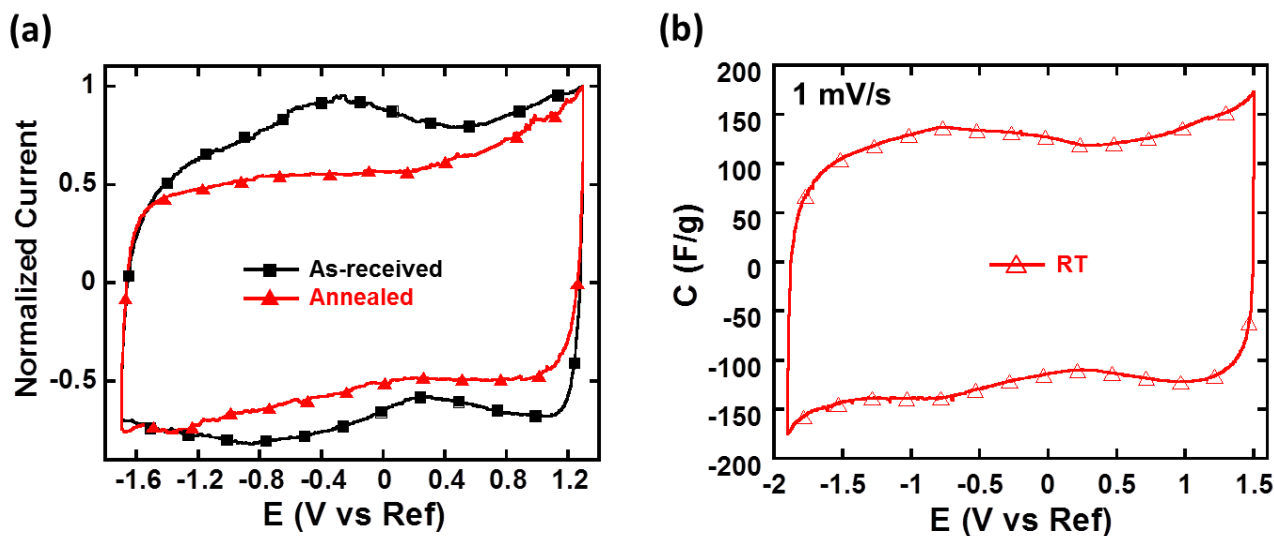 (a)
Normalized Current
1
0.5
0
-0.5
As-received
Annealed
-1.6 -1.2 -0.8 -0.4 0 0.4 0.8 1.2
E (V vs Ref)
(b)
C (F/g)
200
150
100
50
0
-50
-100
-150
-200
1 mV/s
RT
-2 -1.5 -1 -0.5 0 0.5 1 1.5
E (V vs Ref)